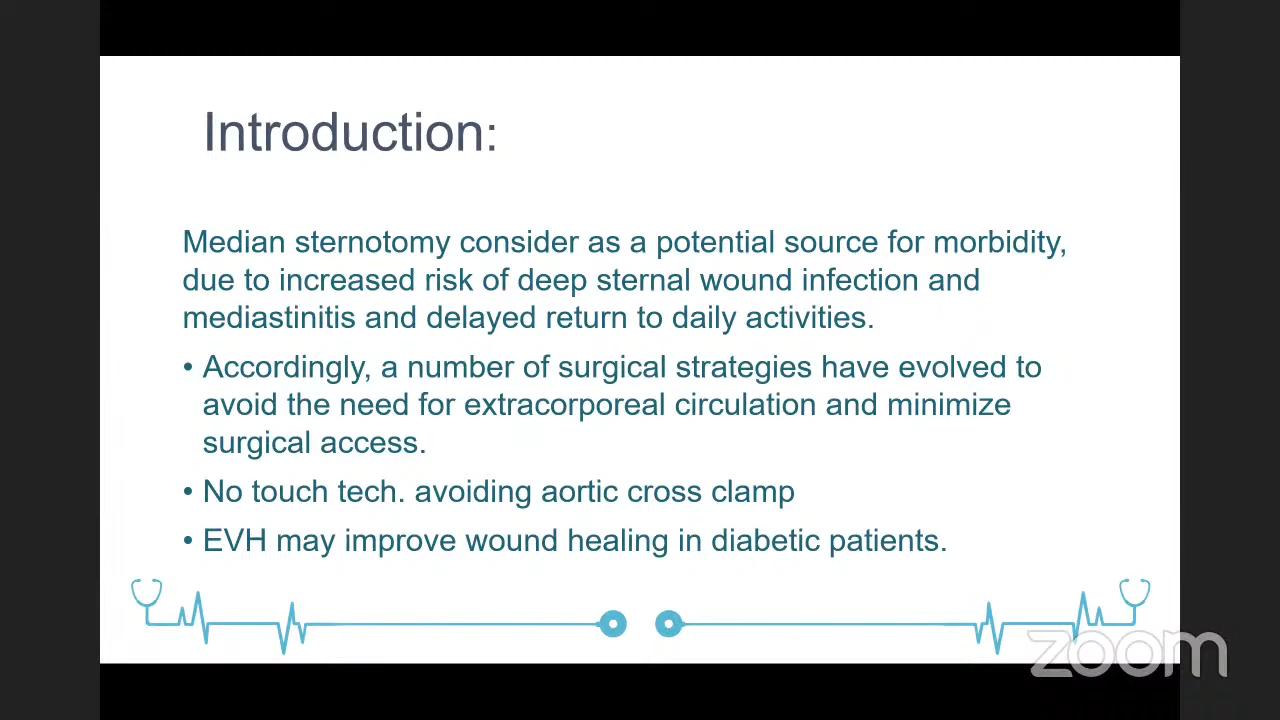 Introduction:
Median sternotomy consider as a potential source for morbidity,
due to increased risk of deep sternal wound infection and
mediastinitis and delayed return to daily activities.
• Accordingly, a number of surgical strategies have evolved to
avoid the need for extracorporeal circulation and minimize
surgical access.
• No touch tech. avoiding aortic cross clamp
• EVH may improve wound healing in diabetic patients.
zoom